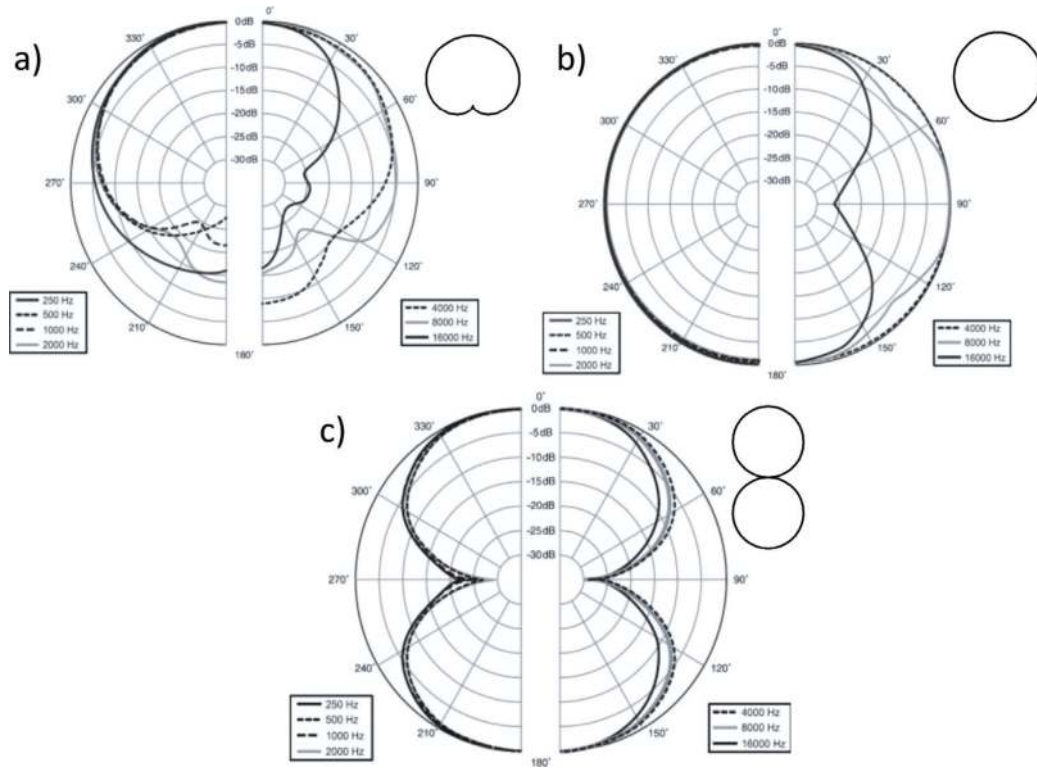 a)
0°
330°
0dB
30°
-5dB
-10dB
300°
-15dB
60°
-20dB
-25dB
-30dB
270°
90°
240°
120°
250 Hz
500 Hz
1000 Hz
2000 Hz
4000 Hz
8000 Hz
16000 Hz
210°
150°
180°
b)
0°
330°
0dB
30°
-5dB
-10dB
300°
-15dB
60°
-20dB
-25dB
-30dB
270°
90°
240°
120°
250 Hz
500 Hz
1000 Hz
2000 Hz
4000 Hz
8000 Hz
16000 Hz
210°
150°
180°
c)
0°
330°
0dB
30°
-5dB
-10dB
300°
-15dB
60°
-20dB
-25dB
-30dB
270°
90°
240°
120°
250 Hz
500 Hz
1000 Hz
2000 Hz
4000 Hz
8000 Hz
16000 Hz
210°
150°
180°